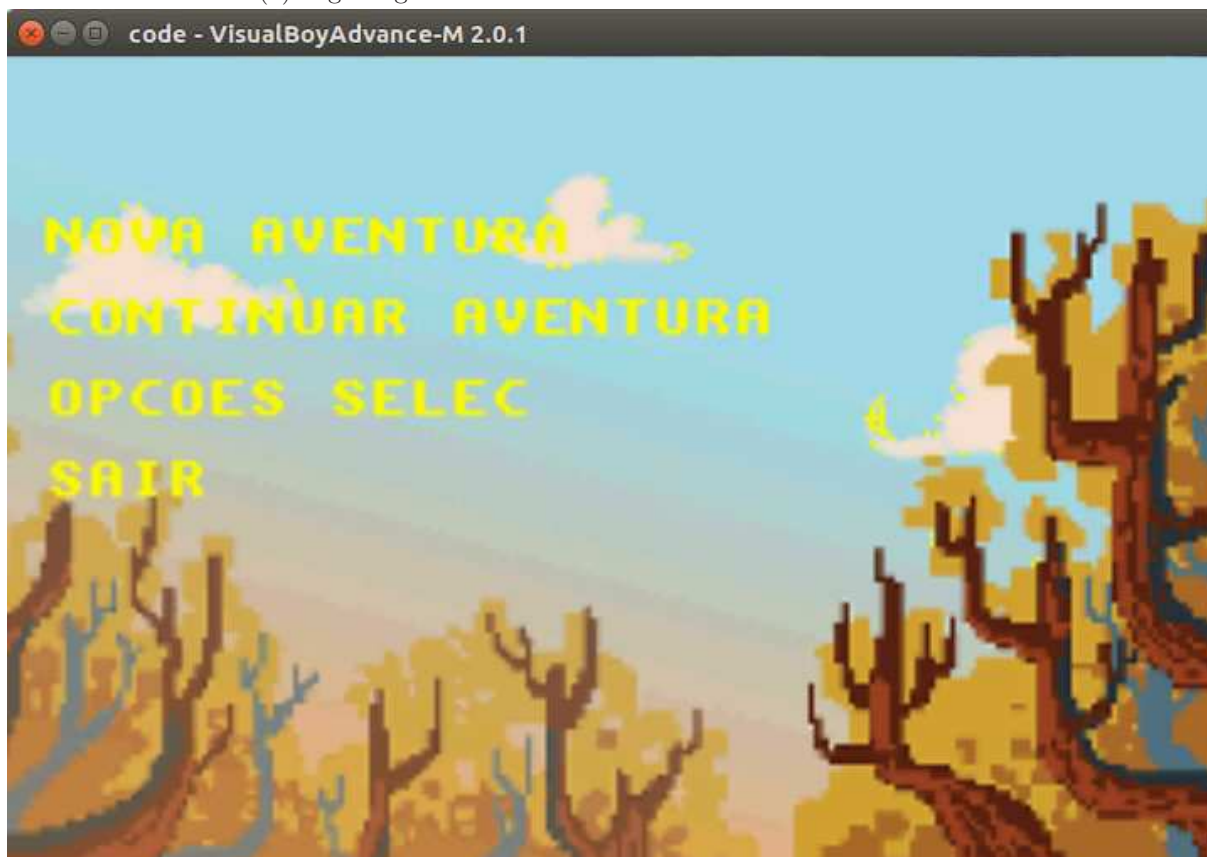 code - VisualBoyAdvance-M 2.0.1
NOVA AVENTURA
CONTINUAR AVENTURA
OPCOES SELEC
SAIR